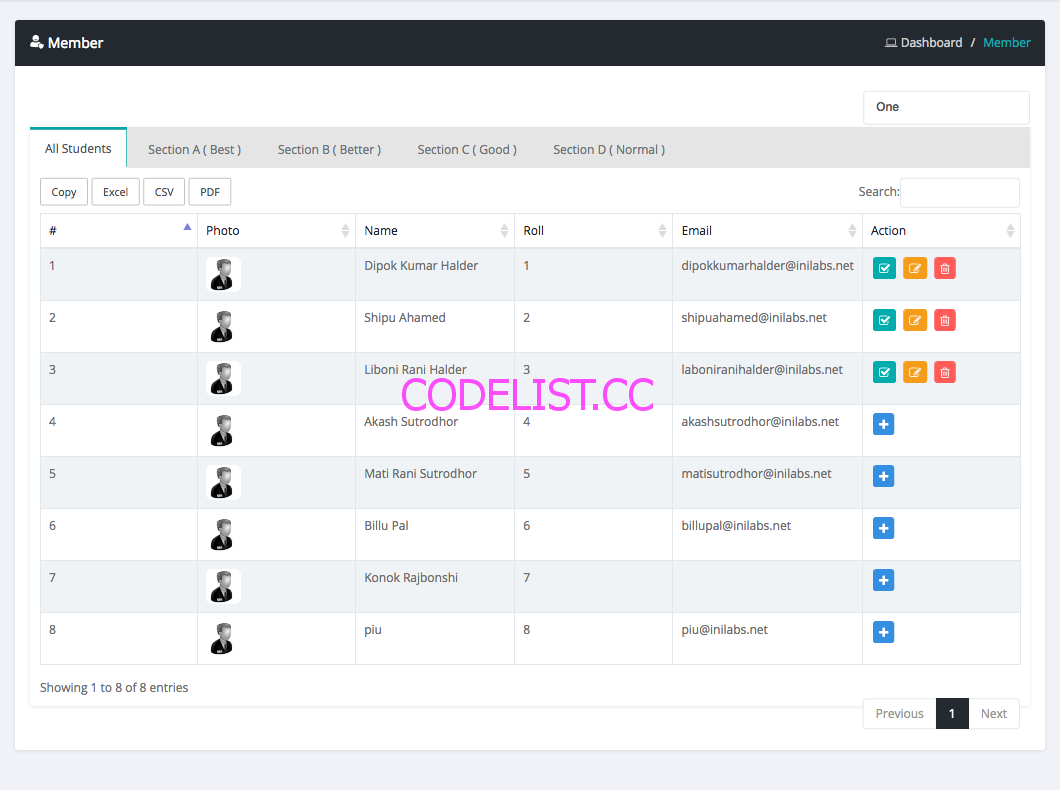 Member
Dashboard / Member
One
All Students Section A ( Best ) Section B ( Better ) Section C ( Good ) Section D ( Normal )
Copy Excel CSV PDF Search:
# Photo Name Roll Email Action
1 Dipok Kumar Halder 1 dipokkumarhalder@inilabs.net
2 Shipu Ahamed 2 shipuahamed@inilabs.net
3 Liboni Rani Halder 3 laboniranihalder@inilabs.net
CODELIST.CC
4 Akash Sutrodhor 4 akashsutrodhor@inilabs.net
5 Mati Rani Sutrodhor 5 matisutrodhor@inilabs.net
6 Billu Pal 6 billupal@inilabs.net
7 Konok Rajbonshi 7
8 piu 8 piu@inilabs.net
Showing 1 to 8 of 8 entries
Previous 1 Next